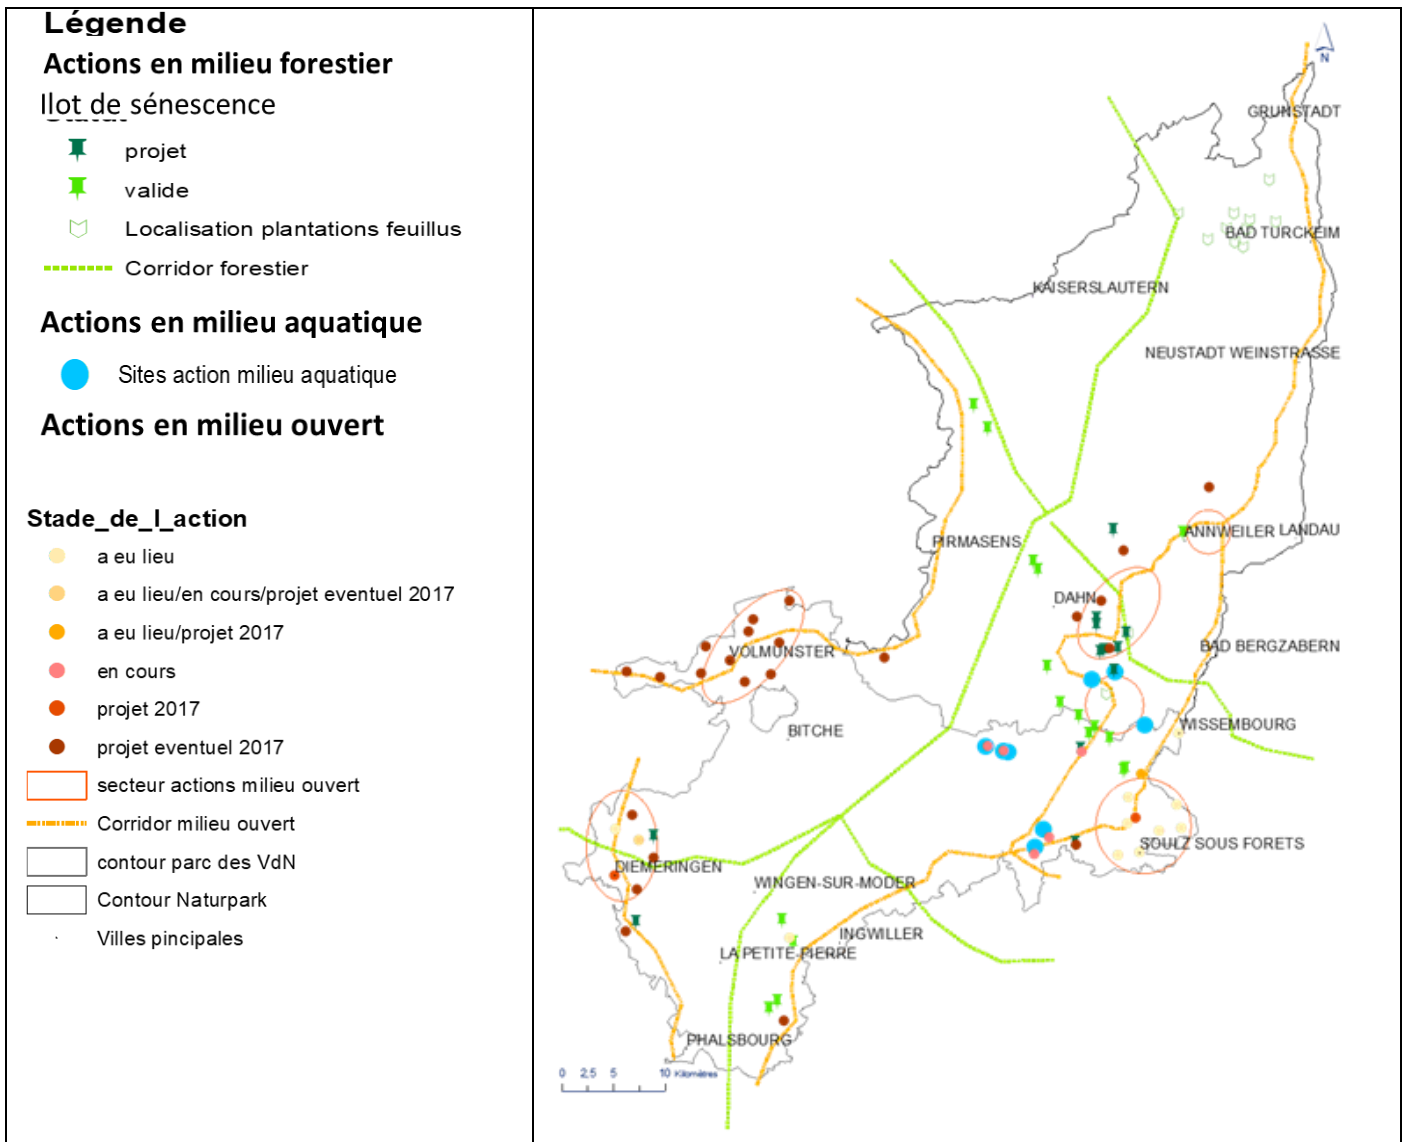 Légende
Actions en milieu forestier
Ilot de sénescence
projet
valide
Localisation plantations feuillus
Corridor forestier
Actions en milieu aquatique
Sites action milieu aquatique
Actions en milieu ouvert
Stade_de_l_action
a eu lieu
a eu lieu/en cours/projet eventuel 2017
a eu lieu/projet 2017
en cours
projet 2017
projet eventuel 2017
secteur actions milieu ouvert
Corridor milieu ouvert
contour parc des VdN
Contour Naturpark
Villes pincipales
N
GRUNSTADT
BAD TURCKEIM
KAISERSLAUTERN
NEUSTADT WEINSTRASSE
ANNWEILER
LANDAU
PIRMASENS
DAHN
BAD BERGZABERN
VOLMUNSTER
WISSEMBOURG
BITCHE
SOULZ SOUS FORETS
DIEMERINGEN
WINGEN-SUR-MODER
INGWILLER
LA PETITE-PIERRE
PHALSBOURG
0 2,5 5 10 Kilomètres